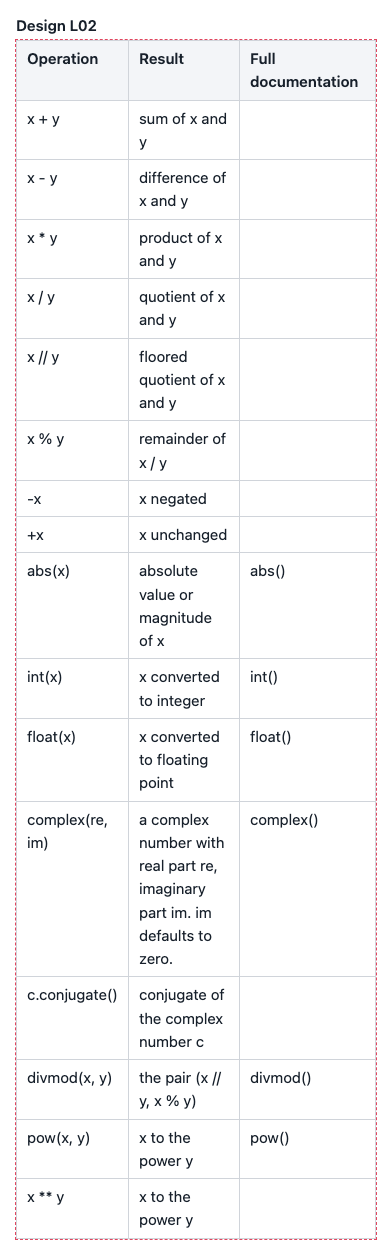 Design L02
Operation Result Full
documentation
x + y sum of x and
y
x - y difference of
x and y
x * y product of x
and y
x / y quotient of x
and y
x // y floored
quotient of x
and y
x % y remainder of
x / y
-x x negated
+x x unchanged
abs(x) absolute abs()
value or
magnitude
of x
int(x) x converted int()
to integer
float(x) x converted float()
to floating
point
complex(re, a complex complex()
im) number with
real part re,
imaginary
part im. im
defaults to
zero.
c.conjugate() conjugate of
the complex
number c
divmod(x, y) the pair (x // divmod()
y, x % y)
pow(x, y) x to the pow()
power y
x ** y x to the
power y